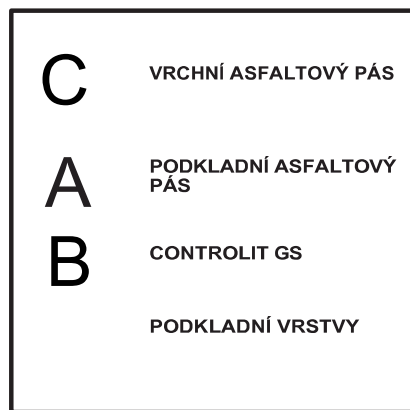 C VRCHNÍ ASFALTOVÝ PÁS
A PODKLADNÍ ASFALTOVÝ
PÁS
B CONTROLIT GS
PODKLADNÍ VRSTVY